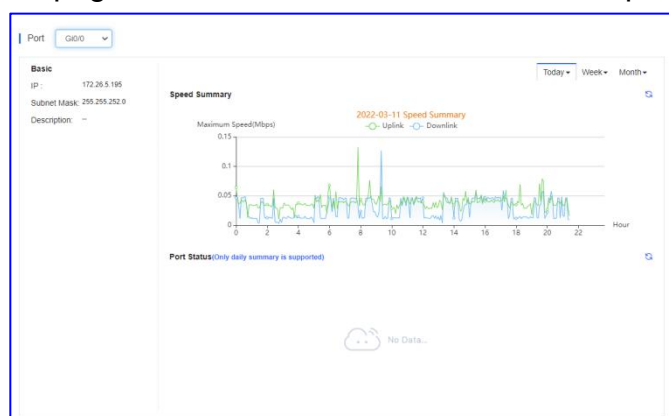 Port GI0/0
Basic
IP : 172.26.5.195
Subnet Mask: 255.255.252.0
Description: --
Today Week Month
Speed Summary
2022-03-11 Speed Summary
Maximum Speed(Mbps)
Uplink Downlink
0.15
0.1
0.05
0
0 2 4 6 8 10 12 14 16 18 20 22
Hour
Port Status(Only daily summary is supported)
No Data...